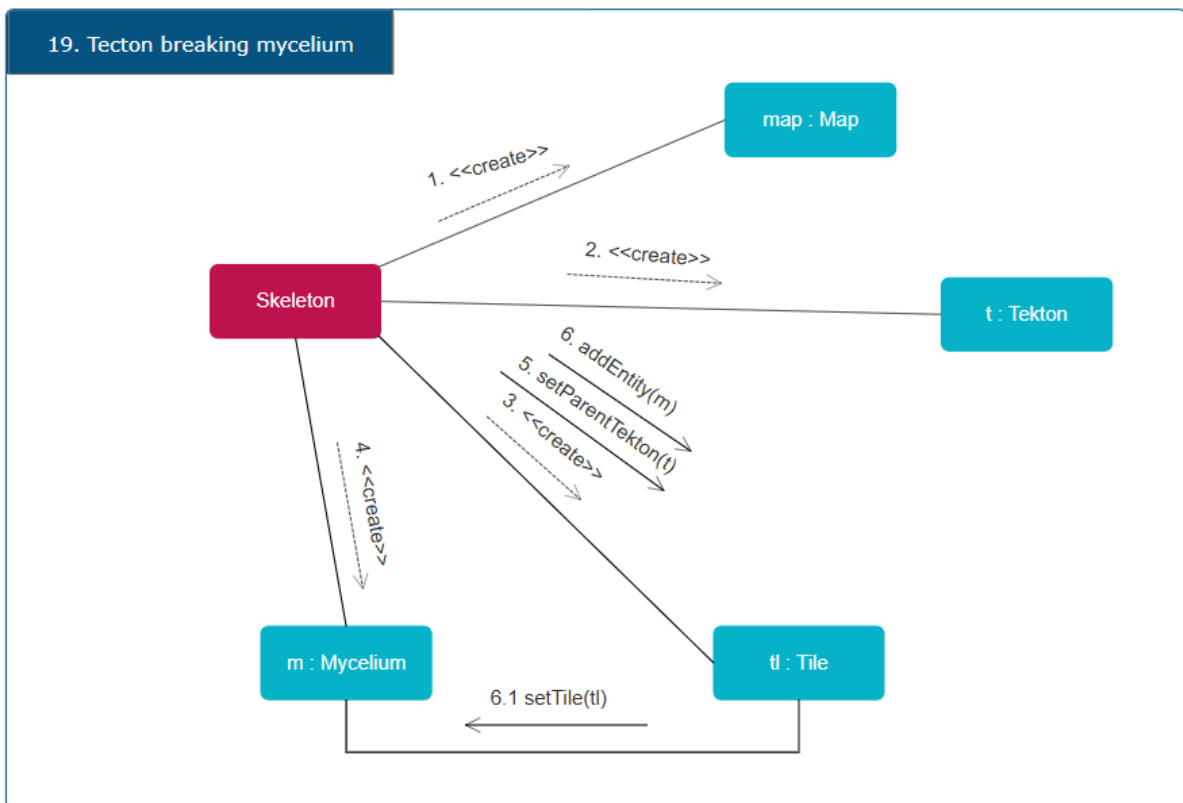 19. Tecton breaking mycelium
map : Map
1. <<create>>
2. <<create>>
Skeleton
t : Tekton
6. addEntity(m)
5. setParentTekton(t)
3. <<create>>
4. <<create>>
m : Mycelium
tl : Tile
6.1 setTile(tl)